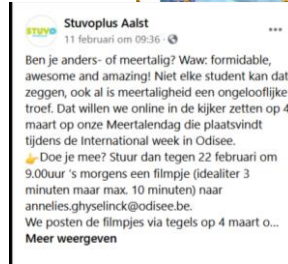 STUVO
Stuvoplus Aalst
11 februari om 09:36 ·
Ben je anders- of meertalig? Waw: formidable,
awesome and amazing! Niet elke student kan dat
zeggen, ook al is meertaligheid een ongelooflijke
troef. Dat willen we online in de kijker zetten op 4
maart op onze Meertalendag die plaatsvindt
tijdens de International week in Odisee.
👉Doe je mee? Stuur dan tegen 22 februari om
9.00uur 's morgens een filmpje (idealiter 3
minuten maar max. 10 minuten) naar
annelies.ghyselinck@odisee.be.
We posten de filmpjes via tegels op 4 maart o...
Meer weergeven